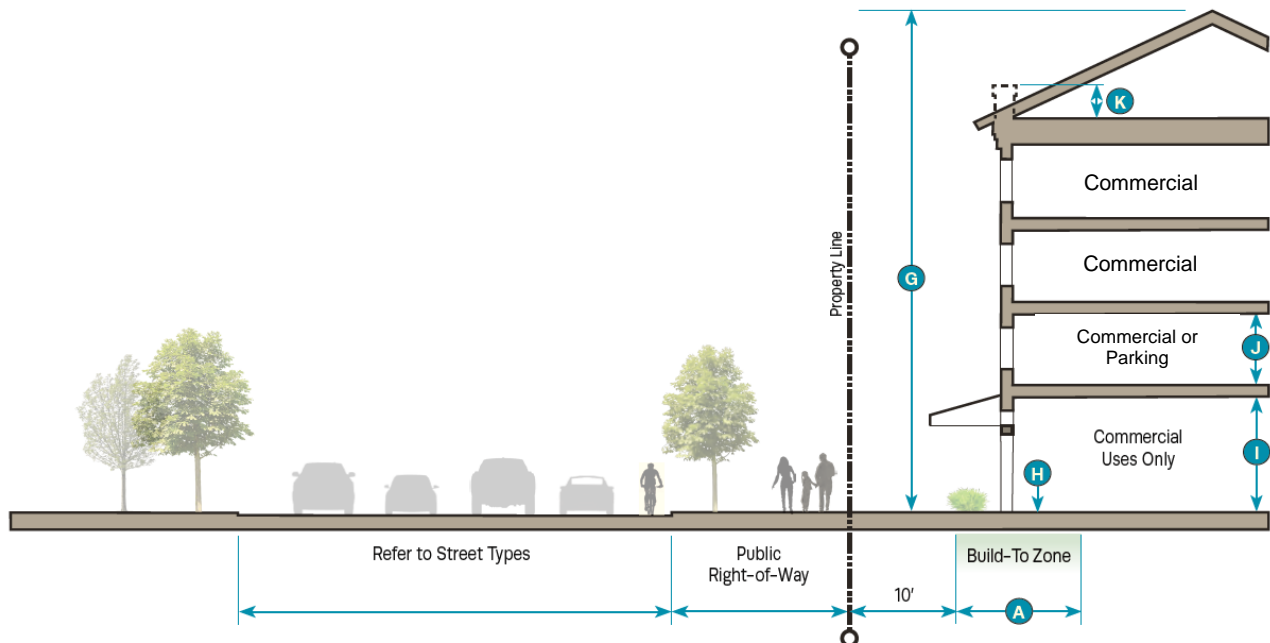 K
Commercial
Property Line
Commercial
G
Commercial or
Parking
J
Commercial
Uses Only
I
H
Refer to Street Types
Public
Right-of-Way
Build-To Zone
10'
A